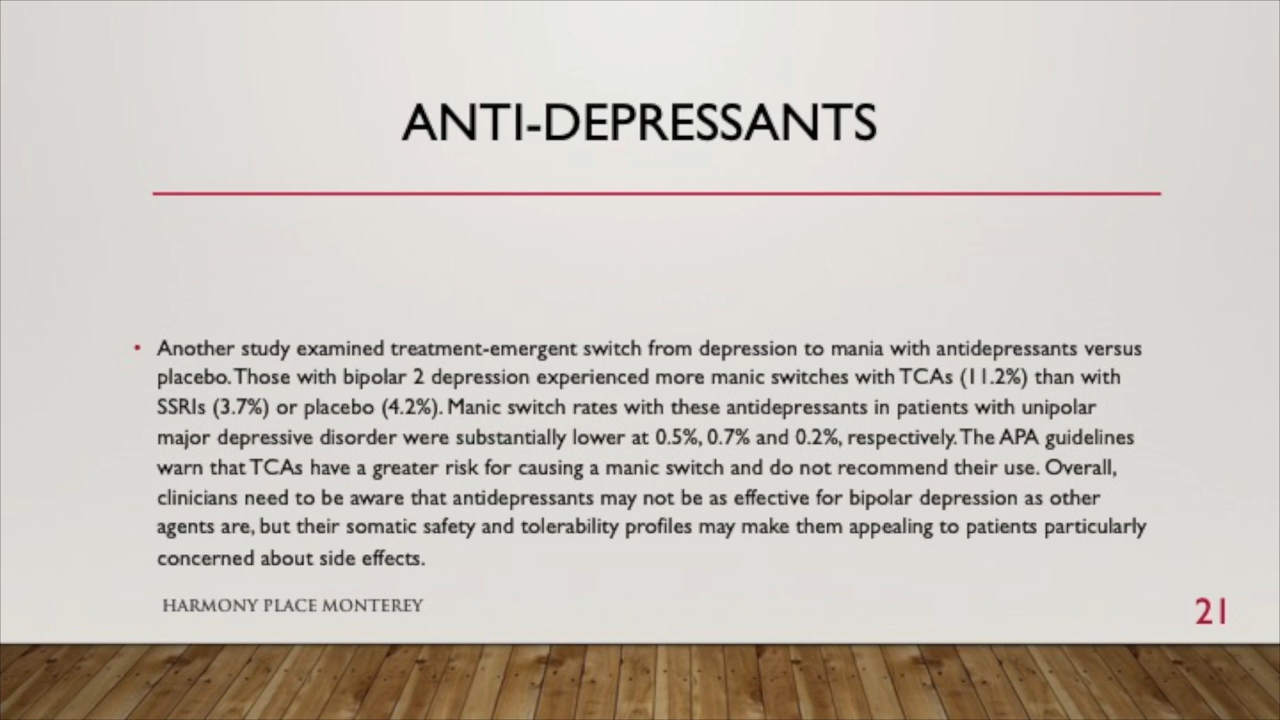 ANTI-DEPRESSANTS
• Another study examined treatment-emergent switch from depression to mania with antidepressants versus
placebo. Those with bipolar 2 depression experienced more manic switches with TCAs (11.2%) than with
SSRIs (3.7%) or placebo (4.2%). Manic switch rates with these antidepressants in patients with unipolar
major depressive disorder were substantially lower at 0.5%, 0.7% and 0.2%, respectively. The APA guidelines
warn that TCAs have a greater risk for causing a manic switch and do not recommend their use. Overall,
clinicians need to be aware that antidepressants may not be as effective for bipolar depression as other
agents are, but their somatic safety and tolerability profiles may make them appealing to patients particularly
concerned about side effects.
HARMONY PLACE MONTEREY
21